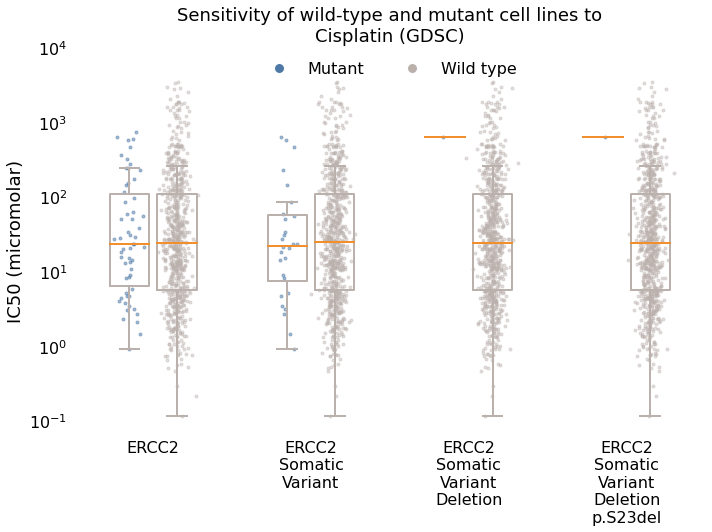 Sensitivity of wild-type and mutant cell lines to
Cisplatin (GDSC)
Mutant
Wild type
IC50 (micromolar)
10⁴
10³
10²
10¹
10⁰
10⁻¹
ERCC2
ERCC2
Somatic
Variant
ERCC2
Somatic
Variant
Deletion
ERCC2
Somatic
Variant
Deletion
p.S23del